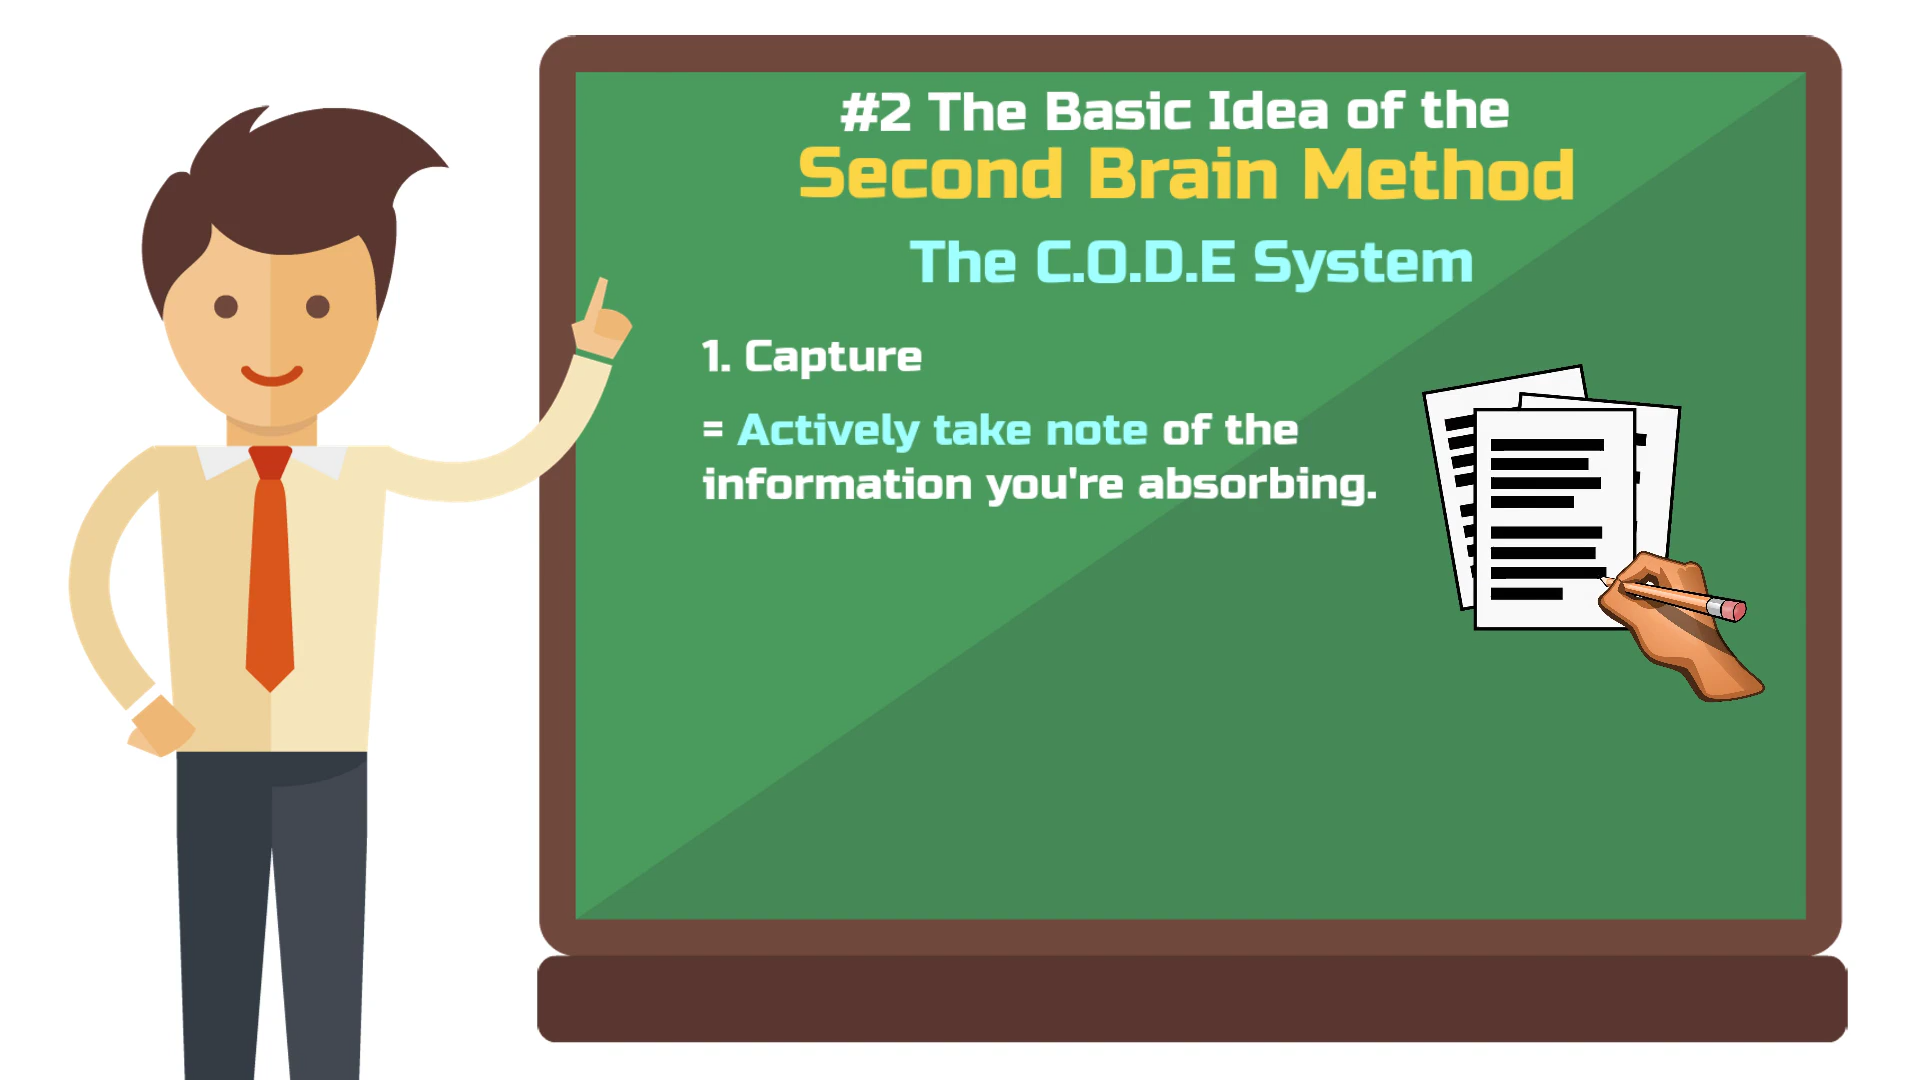 #2 The Basic Idea of the
Second Brain Method
The C.O.D.E System
1. Capture
= Actively take note of the
information you're absorbing.